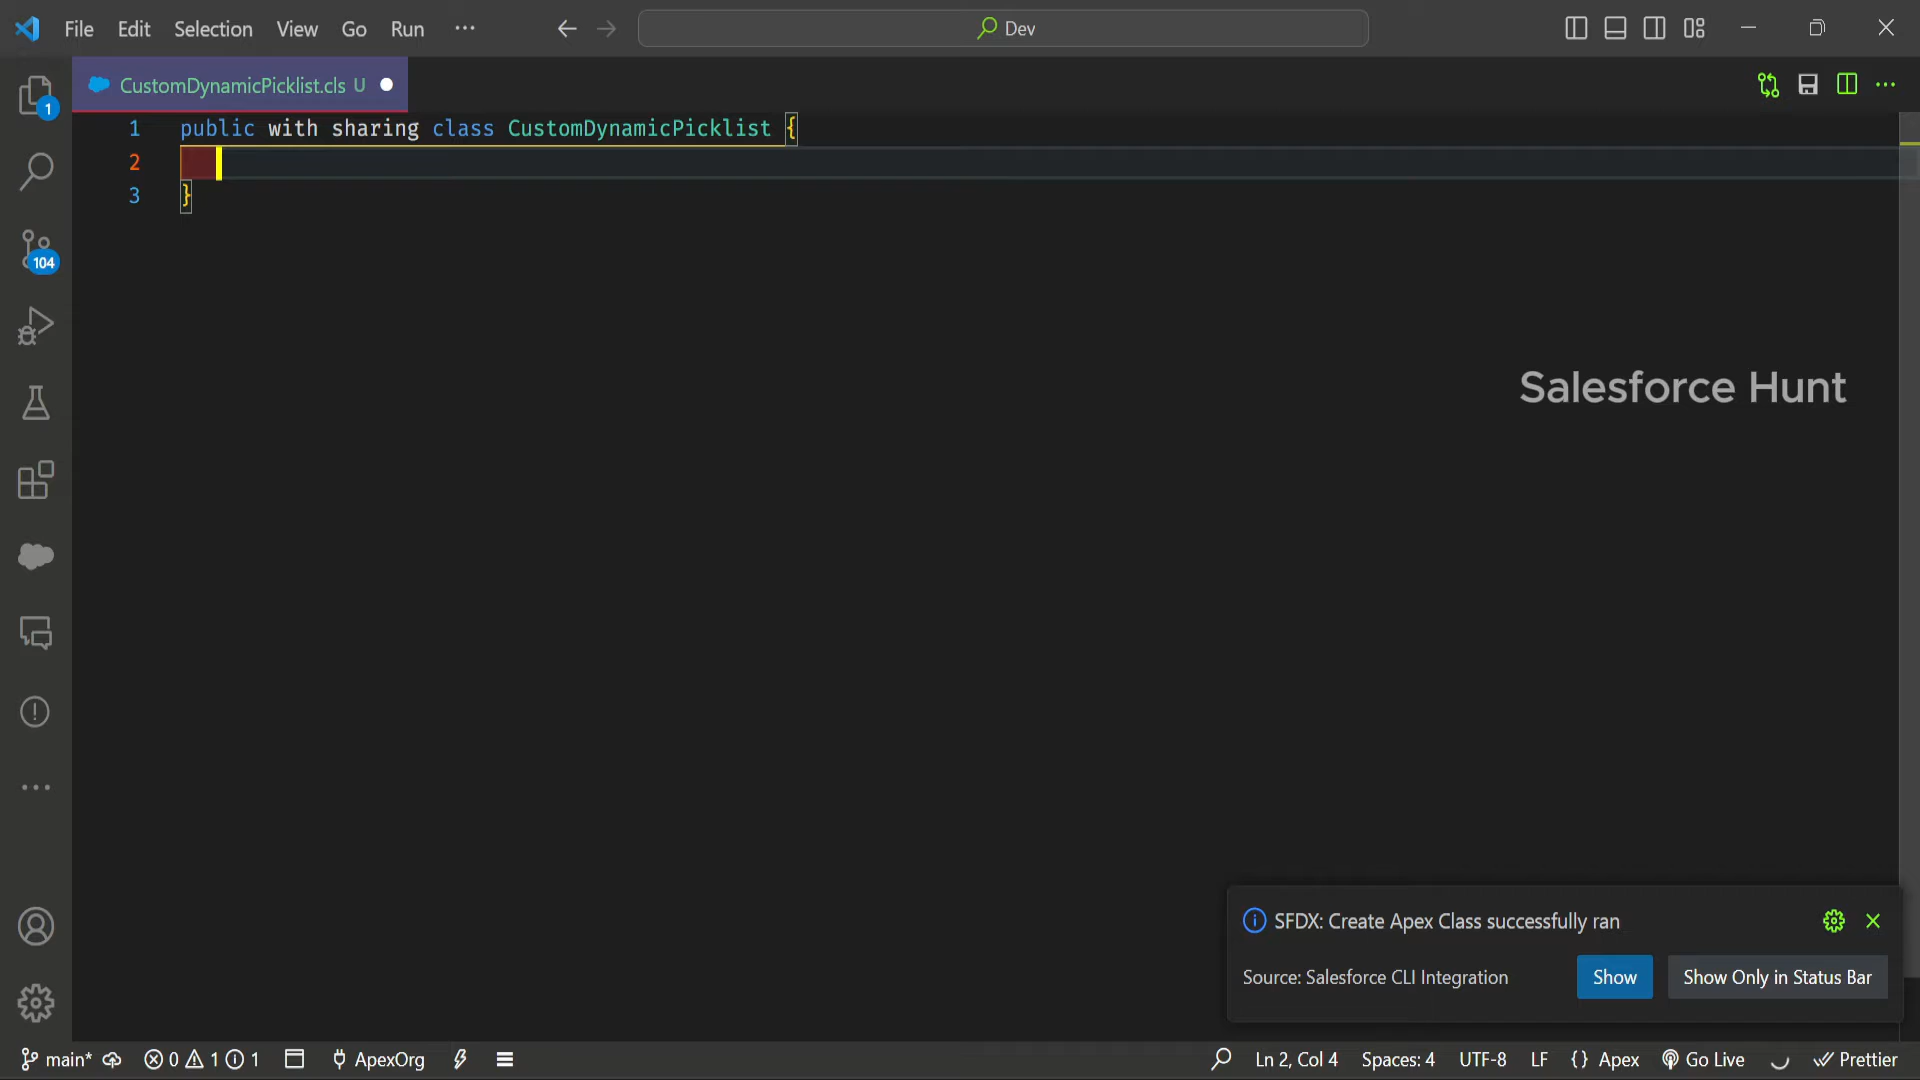 File Edit Selection View Go Run ··· Dev
CustomDynamicPicklist.cls U
1 public with sharing class CustomDynamicPicklist {
2
3 }
1
104
Salesforce Hunt
SFDX: Create Apex Class successfully ran
Source: Salesforce CLI Integration Show Show Only in Status Bar
main* 0 1 1 ApexOrg Ln 2, Col 4 Spaces: 4 UTF-8 LF {} Apex Go Live Prettier